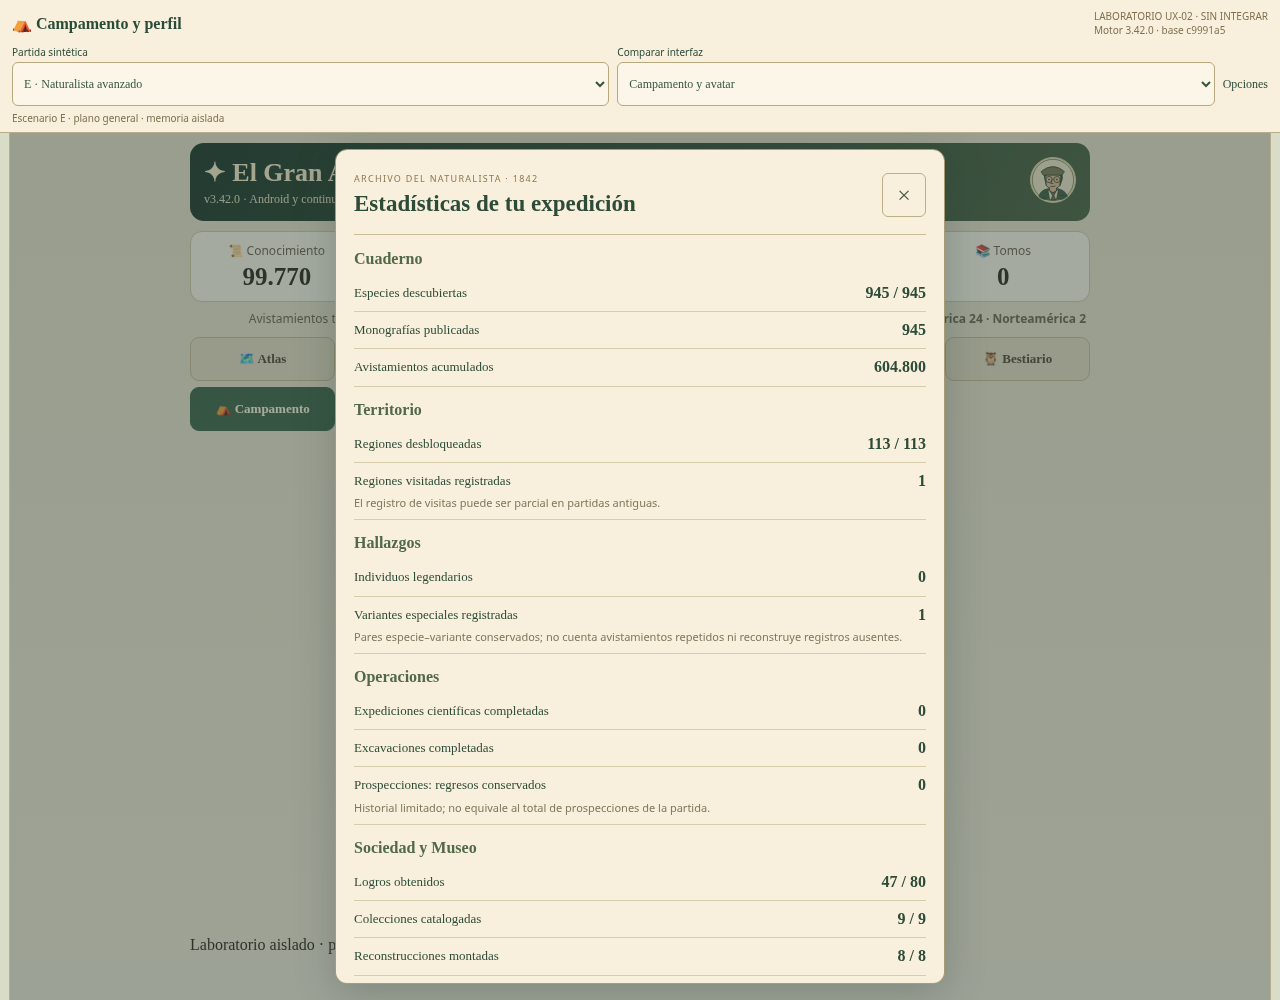 ⛺ Campamento y perfil
LABORATORIO UX-02 · SIN INTEGRAR
Motor 3.42.0 · base c9991a5
Partida sintética
Comparar interfaz
E · Naturalista avanzado
Campamento y avatar
Opciones
Escenario E · plano general · memoria aislada
✦ El Gran
v3.42.0 · Android y continu
📜 Conocimiento
99.770
📚 Tomos
0
Avistamientos t
rica 24 · Norteamérica 2
🗺️ Atlas
🦉 Bestiario
⛺ Campamento
ARCHIVO DEL NATURALISTA · 1842
Estadísticas de tu expedición
×
Cuaderno
Especies descubiertas 945 / 945
Monografías publicadas 945
Avistamientos acumulados 604.800
Territorio
Regiones desbloqueadas 113 / 113
Regiones visitadas registradas 1
El registro de visitas puede ser parcial en partidas antiguas.
Hallazgos
Individuos legendarios 0
Variantes especiales registradas 1
Pares especie–variante conservados; no cuenta avistamientos repetidos ni reconstruye registros ausentes.
Operaciones
Expediciones científicas completadas 0
Excavaciones completadas 0
Prospecciones: regresos conservados 0
Historial limitado; no equivale al total de prospecciones de la partida.
Sociedad y Museo
Logros obtenidos 47 / 80
Colecciones catalogadas 9 / 9
Reconstrucciones montadas 8 / 8
Laboratorio aislado · p